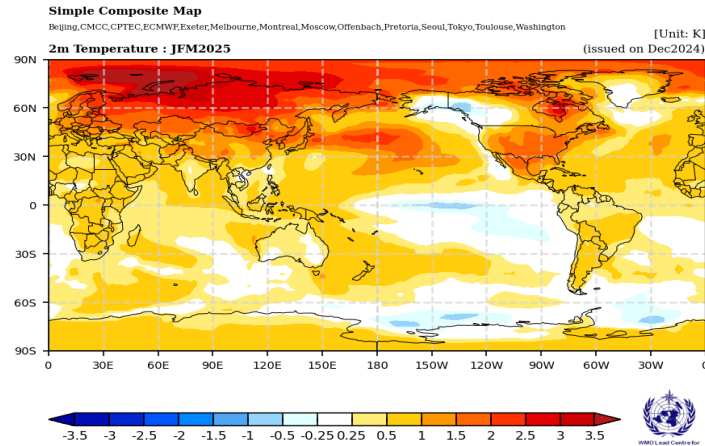 Simple Composite Map
Beijing,CMCC,CPTEC,ECMWF,Exeter,Melbourne,Montreal,Moscow,Offenbach,Pretoria,Seoul,Tokyo,Toulouse,Washington
[Unit: K]
2m Temperature : JFM2025 (issued on Dec2024)
90N
60N
30N
0
30S
60S
90S
0 30E 60E 90E 120E 150E 180 150W 120W 90W 60W 30W 0
-3.5 -3 -2.5 -2 -1.5 -1 -0.5 -0.25 0.25 0.5 1 1.5 2 2.5 3 3.5
WMO Lead Centre for